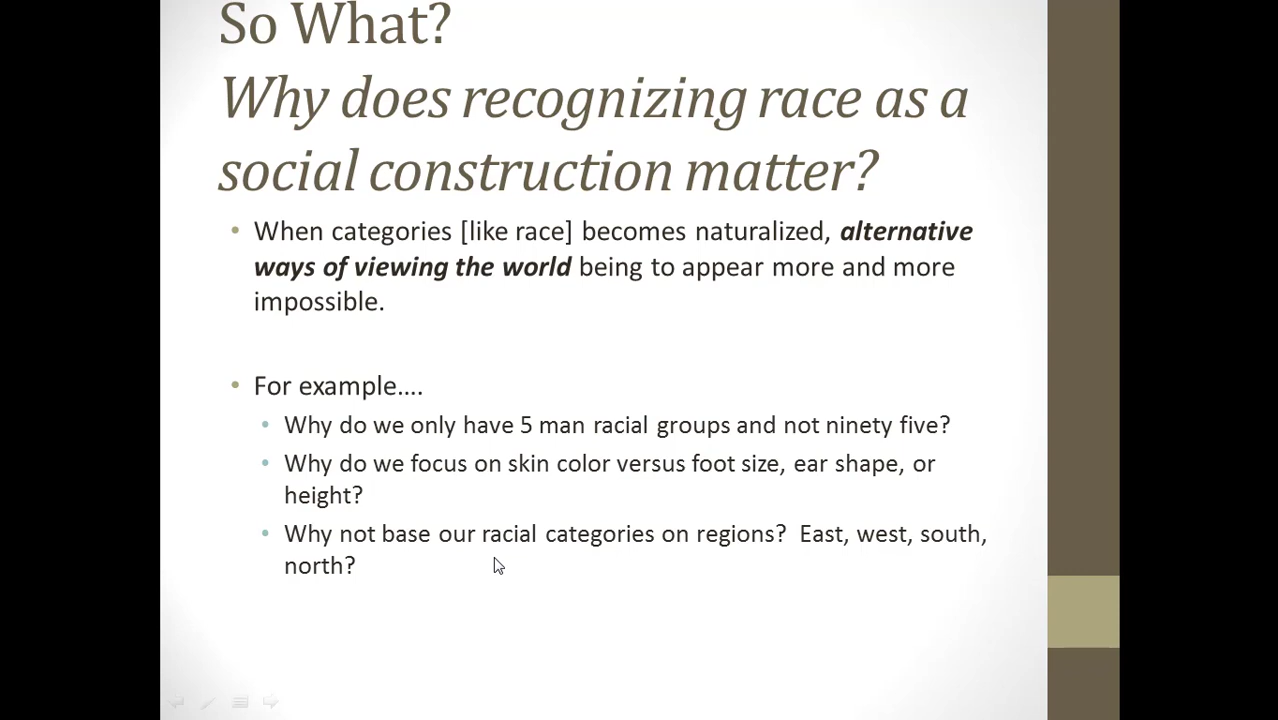 So What?
Why does recognizing race as a
social construction matter?
• When categories [like race] becomes naturalized, alternative
ways of viewing the world being to appear more and more
impossible.
• For example....
• Why do we only have 5 man racial groups and not ninety five?
• Why do we focus on skin color versus foot size, ear shape, or
height?
• Why not base our racial categories on regions? East, west, south,
north?